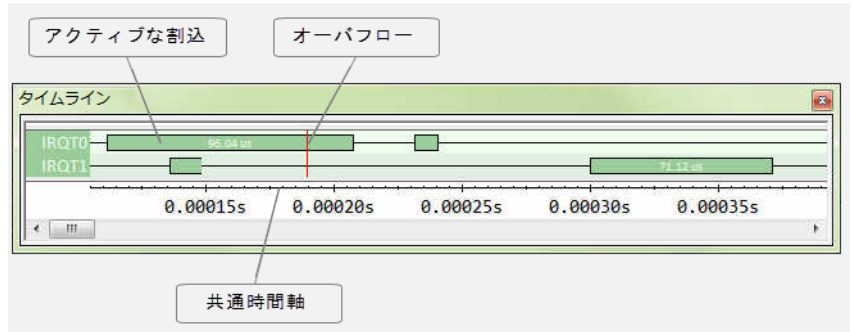 アクティブな割込
オーバフロー
タイムライン
IRQT0
96.04 us
IRQT1
71.12 us
0.00015s 0.00020s 0.00025s 0.00030s 0.00035s
共通時間軸